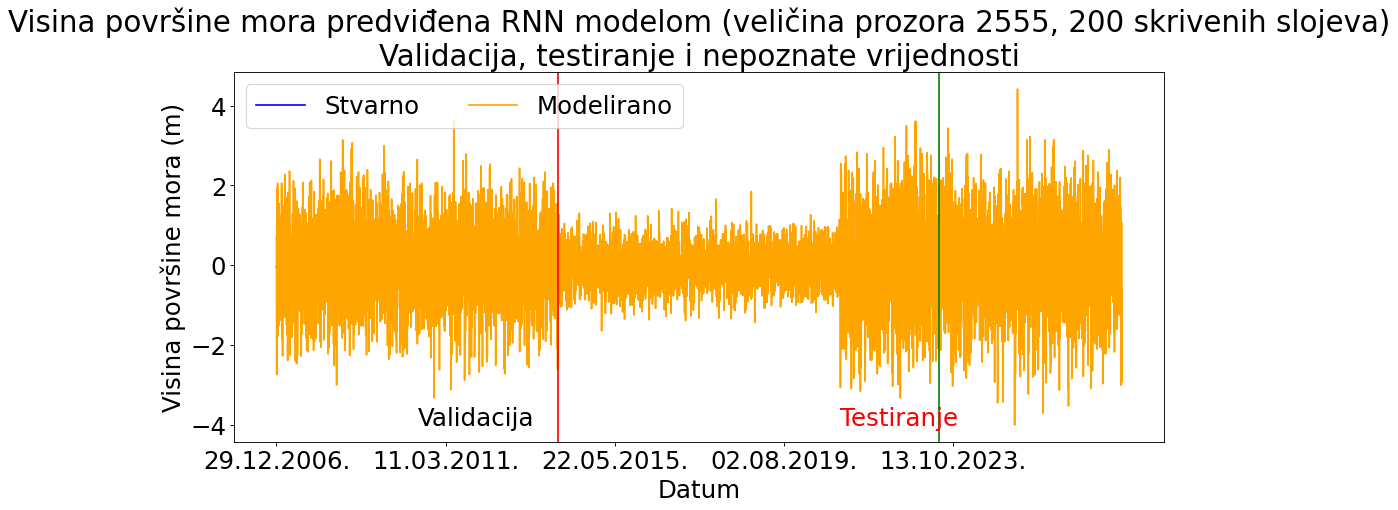 Visina površine mora predviđena RNN modelom (veličina prozora 2555, 200 skrivenih slojeva)
Validacija, testiranje i nepoznate vrijednosti
Stvarno
Modelirano
Visina površine mora (m)
4
2
0
−2
−4
Validacija
Testiranje
29.12.2006.
11.03.2011.
22.05.2015.
02.08.2019.
13.10.2023.
Datum